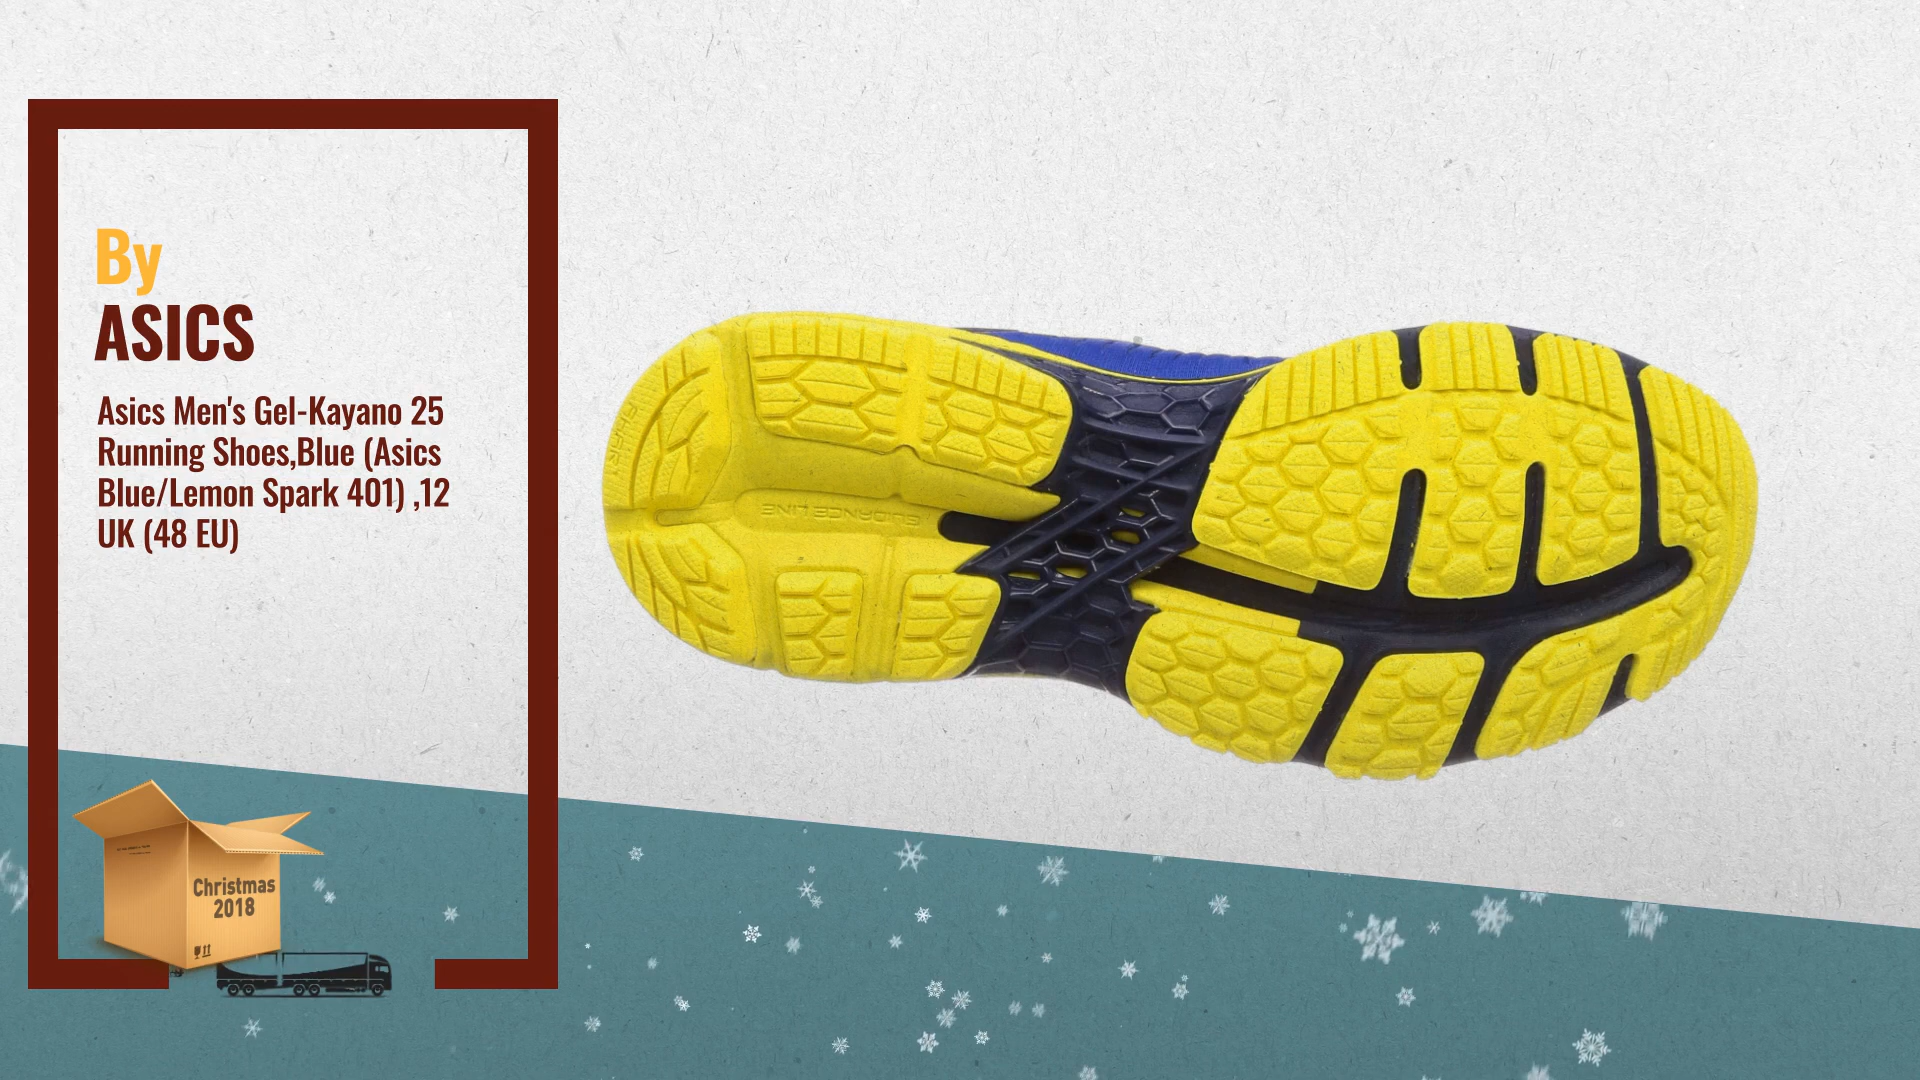 By
ASICS
Asics Men's Gel-Kayano 25
Running Shoes,Blue (Asics
Blue/Lemon Spark 401) ,12
UK (48 EU)
GUIDANCE LINE
Christmas
2018